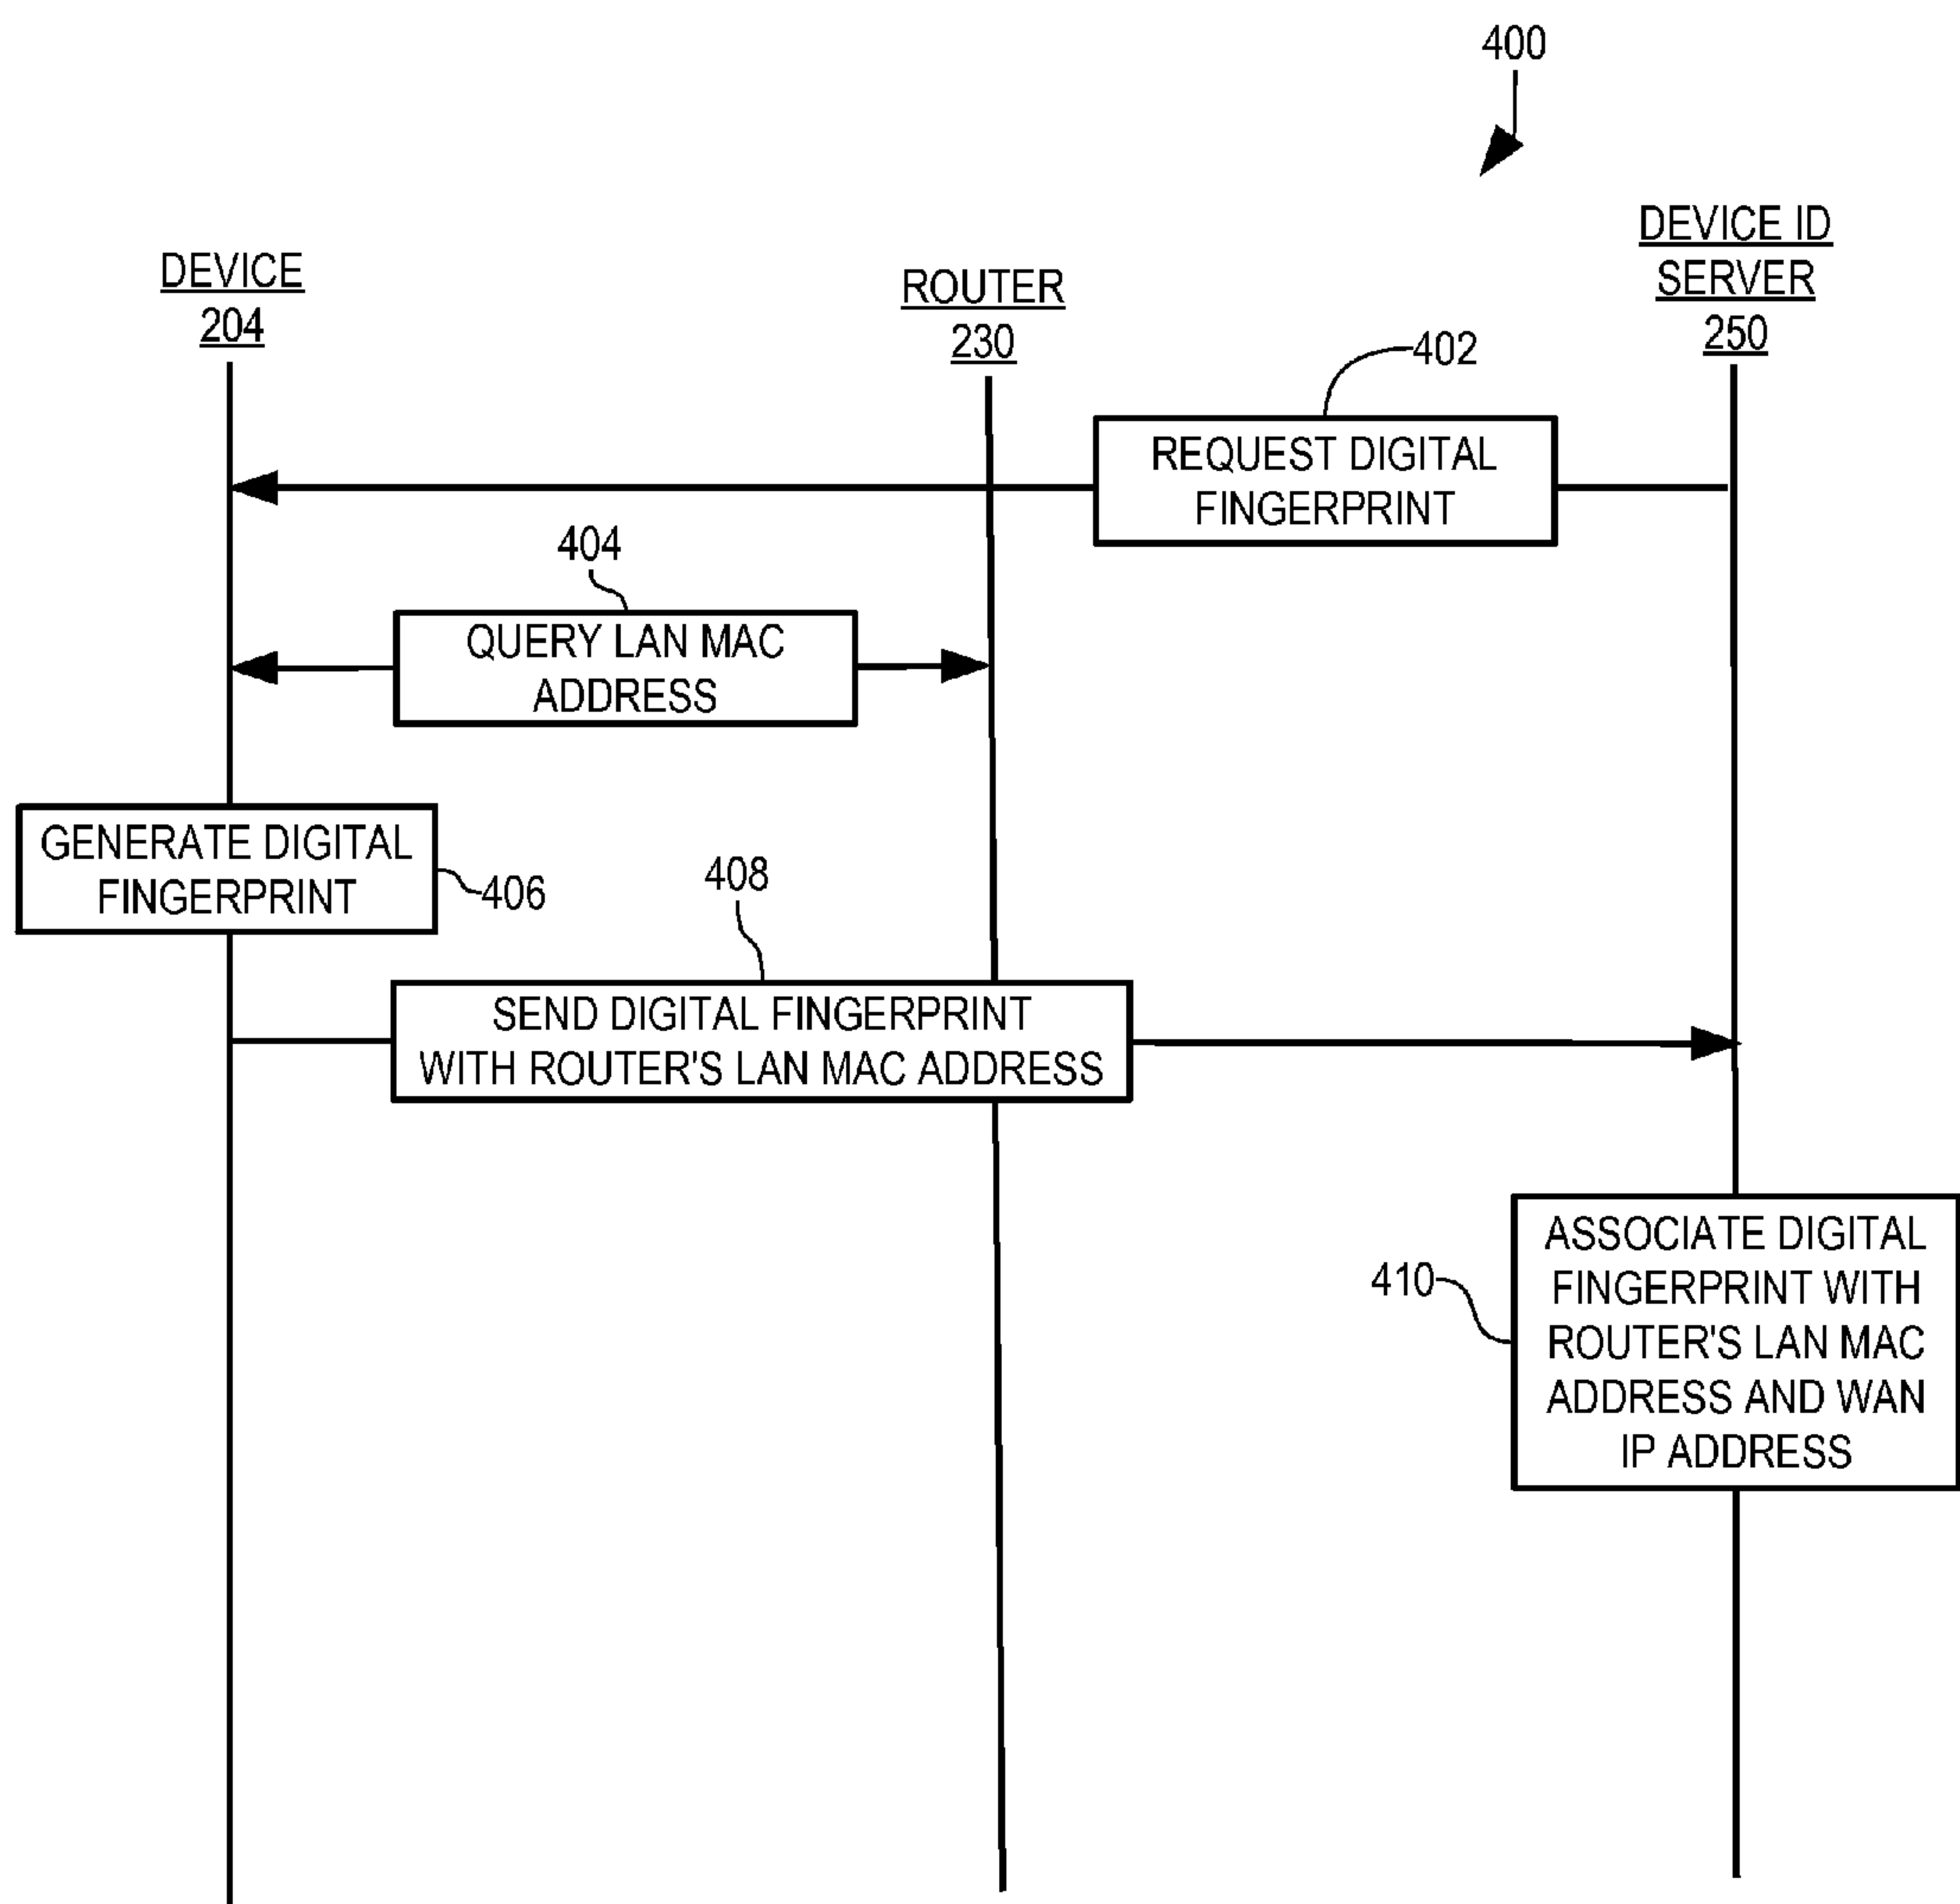 400
DEVICE
204
ROUTER
230
DEVICE ID
SERVER
250
402
REQUEST DIGITAL
FINGERPRINT
404
QUERY LAN MAC
ADDRESS
GENERATE DIGITAL
FINGERPRINT
406
408
SEND DIGITAL FINGERPRINT
WITH ROUTER'S LAN MAC ADDRESS
410
ASSOCIATE DIGITAL
FINGERPRINT WITH
ROUTER'S LAN MAC
ADDRESS AND WAN
IP ADDRESS